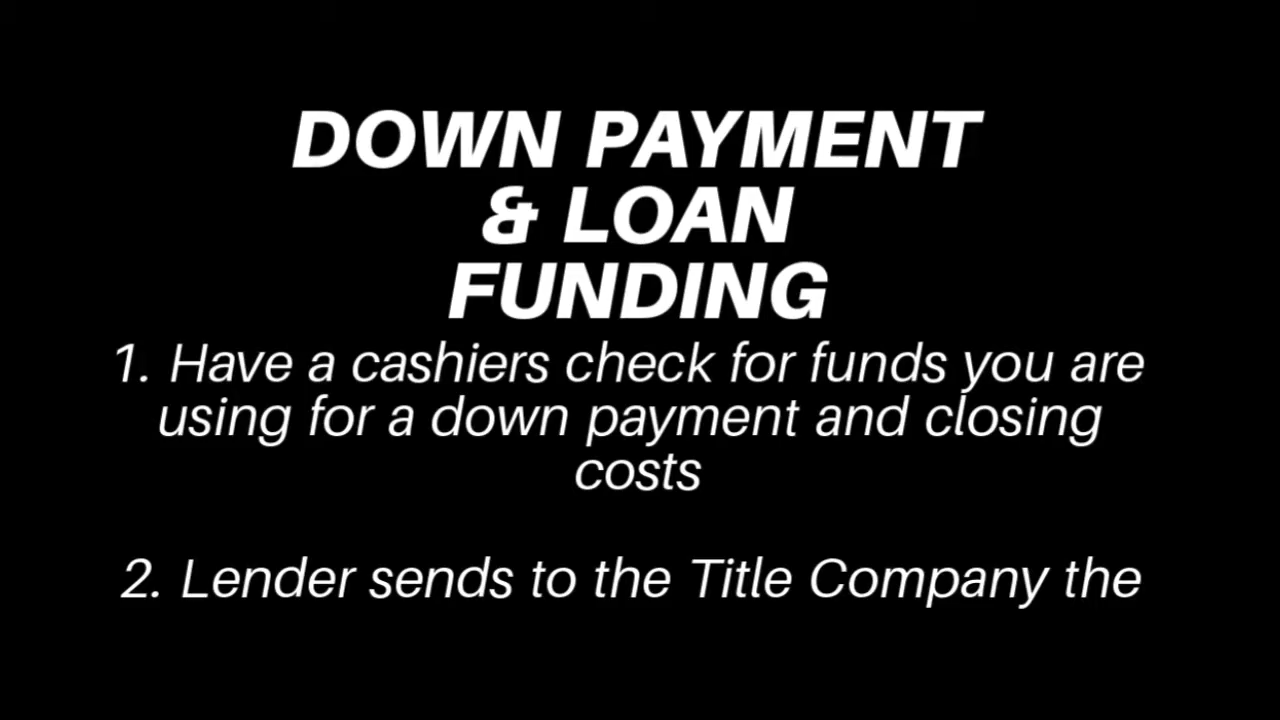 DOWN PAYMENT
& LOAN
FUNDING
1. Have a cashiers check for funds you are
using for a down payment and closing
costs
2. Lender sends to the Title Company the